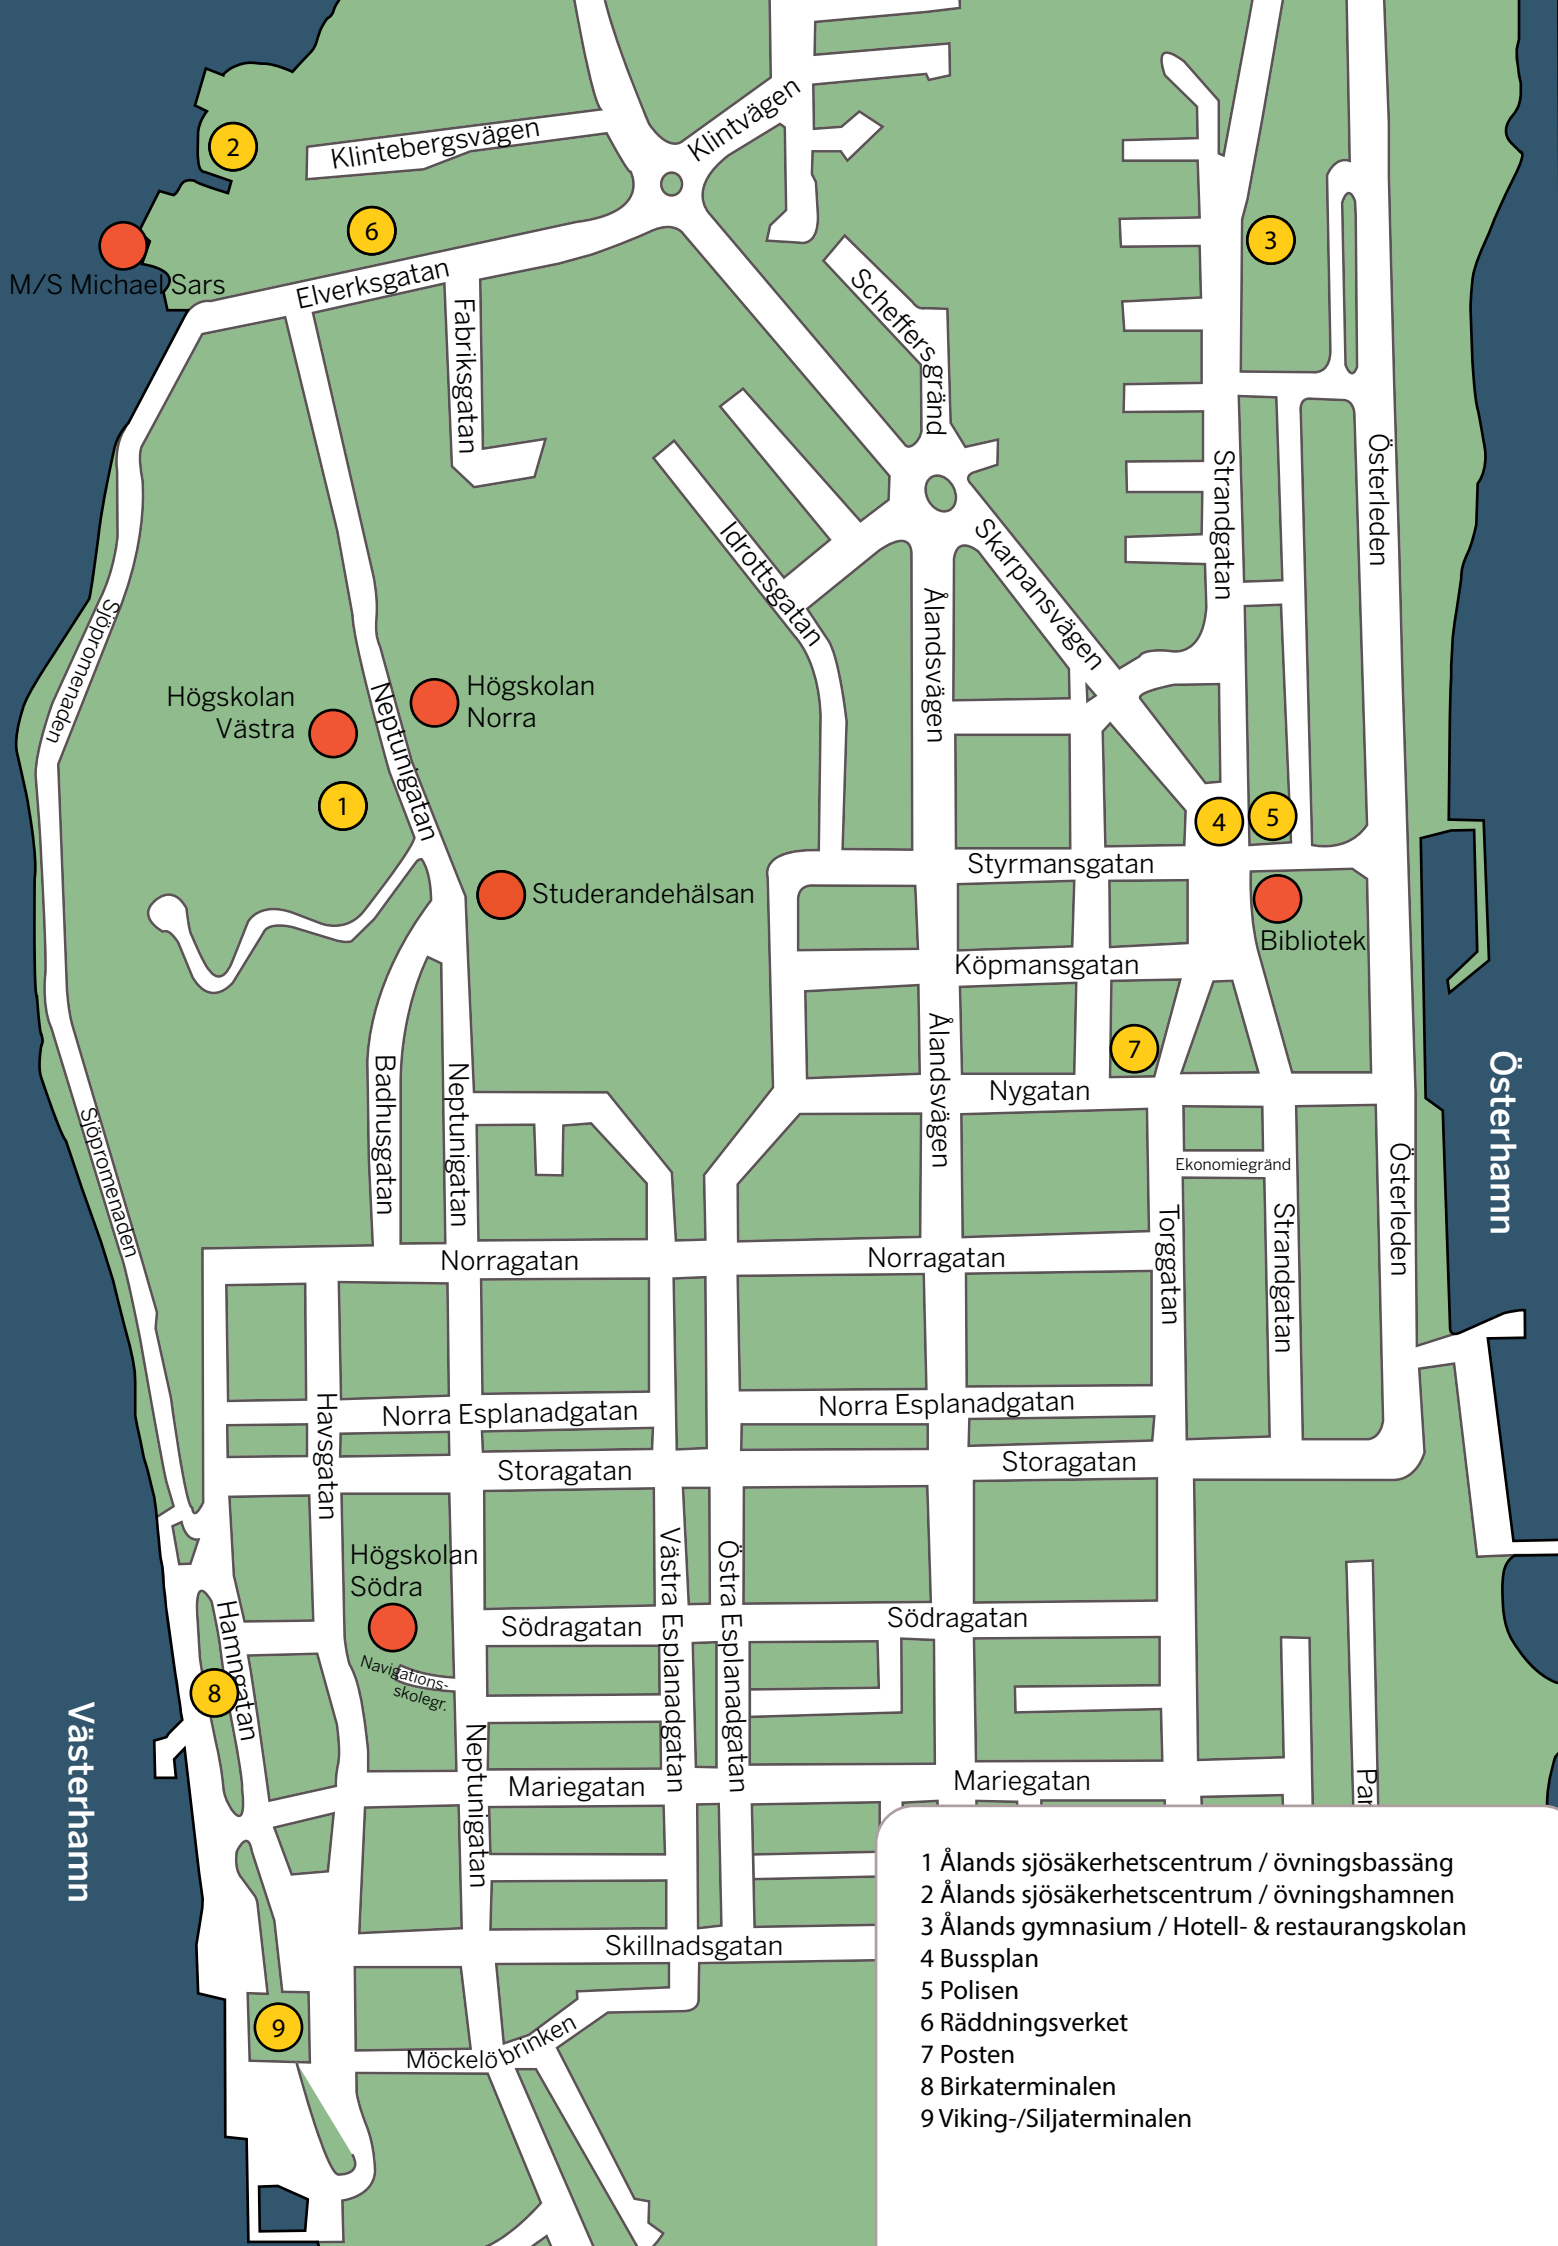 2
Klintebergsvägen
Klintvägen
6
3
M/S Michael Sars
Elverksgatan
Scheffersgränd
Fabriksgatan
Österleden
Strandgatan
Idrottsgatan
Skarpansvägen
Ålandsvägen
Sjöpromenaden
Högskolan
Västra
Högskolan
Norra
Neptunigatan
1
4
5
Styrmansgatan
Studerandehälsan
Bibliotek
Köpmansgatan
Ålandsvägen
7
Österhamn
Badhusgatan
Neptunigatan
Nygatan
Sjöpromenaden
Österleden
Ekonomiegränd
Torggatan
Strandgatan
Norragatan
Norragatan
Havsgatan
Norra Esplanadgatan
Norra Esplanadgatan
Storagatan
Storagatan
Högskolan
Södra
Västra Esplanadgatan
Östra Esplanadgatan
Hamngatan
Södragatan
Södragatan
Navigations-
skolegr.
8
Västerhamn
Neptunigatan
Mariegatan
Mariegatan
Par
Skillnadsgatan
9
Möckelöbrinken
1 Ålands sjösäkerhetscentrum / övningsbassäng
2 Ålands sjösäkerhetscentrum / övningshamnen
3 Ålands gymnasium / Hotell- & restaurangskolan
4 Bussplan
5 Polisen
6 Räddningsverket
7 Posten
8 Birkaterminalen
9 Viking-/Siljaterminalen